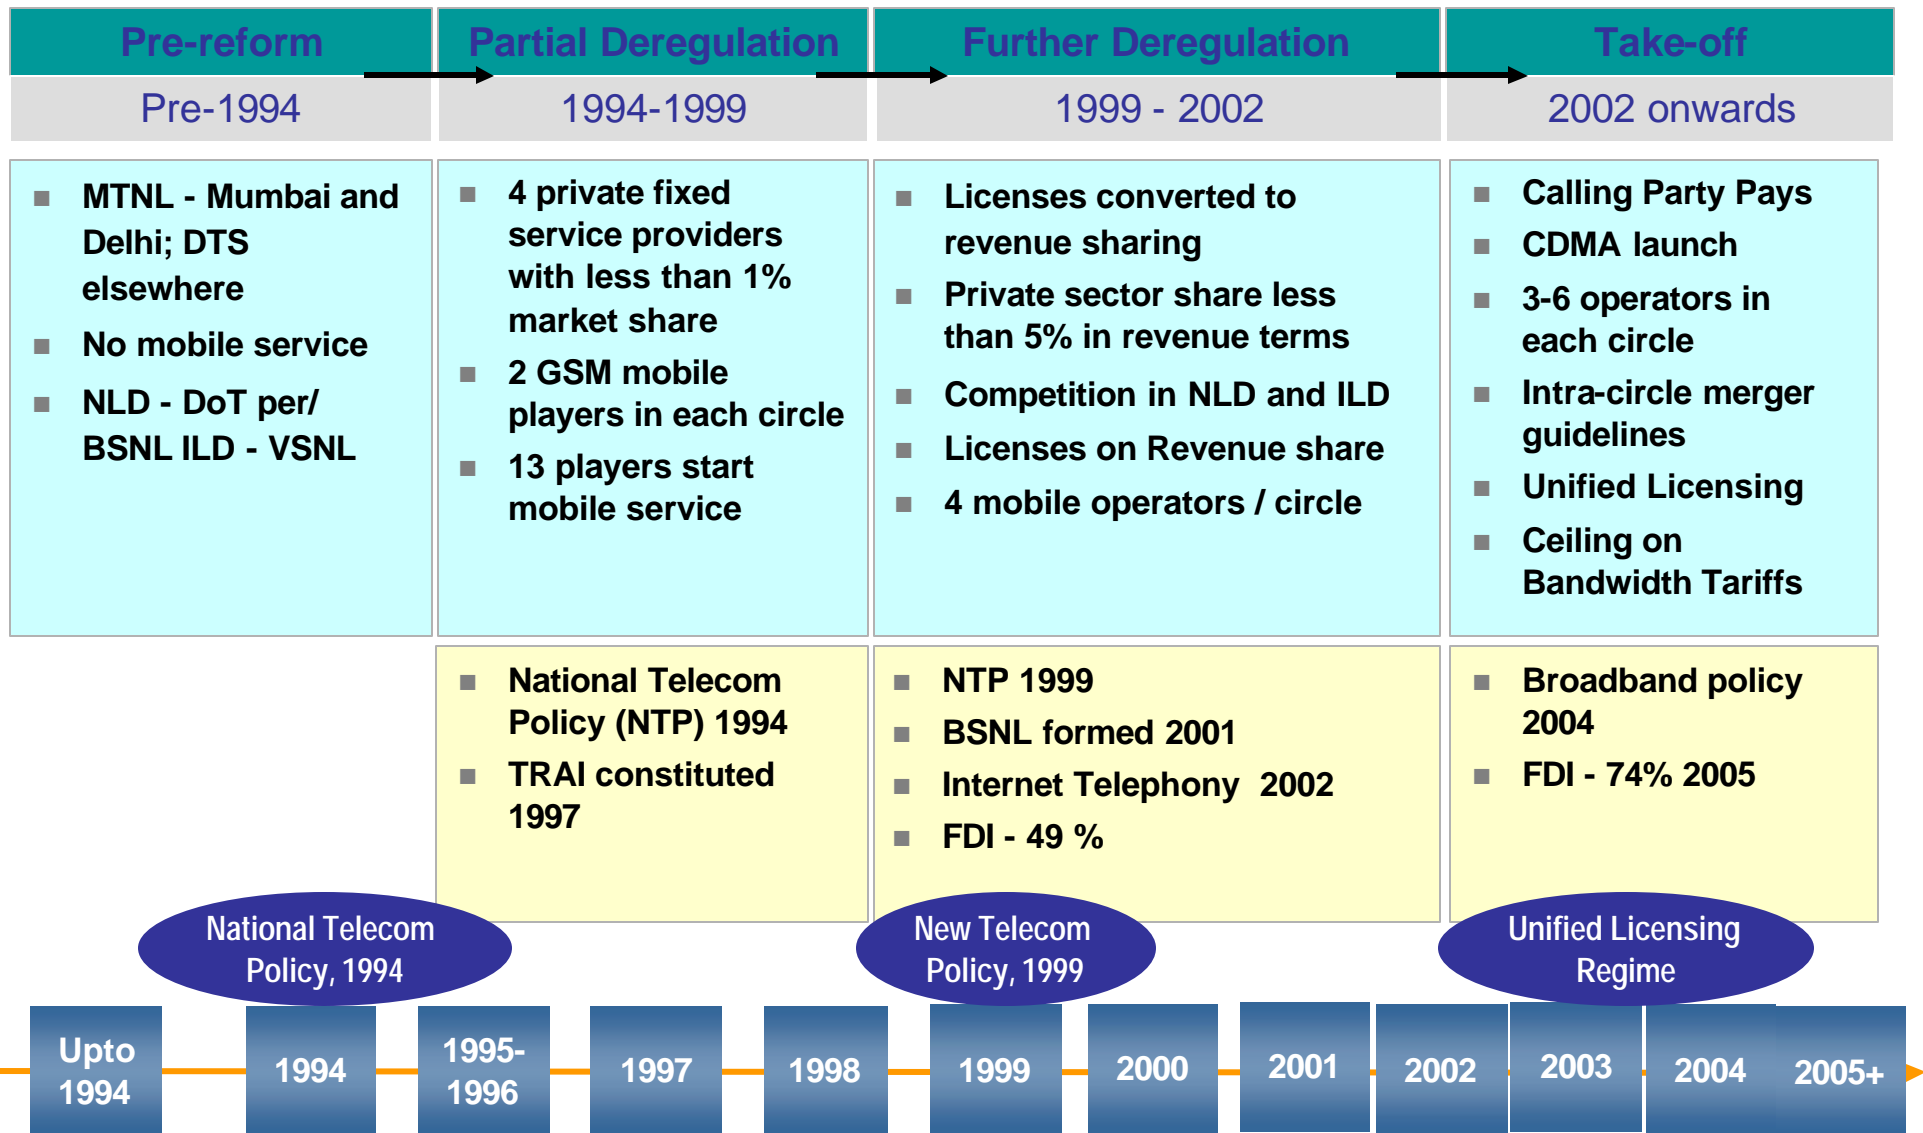 Pre-reform
Partial Deregulation
Further Deregulation
Take-off
Pre-1994
1994-1999
1999 - 2002
2002 onwards
MTNL - Mumbai and
Delhi; DTS
elsewhere
No mobile service
NLD - DoT per/
BSNL ILD - VSNL
4 private fixed
service providers
with less than 1%
market share
2 GSM mobile
players in each circle
13 players start
mobile service
Licenses converted to
revenue sharing
Private sector share less
than 5% in revenue terms
Competition in NLD and ILD
Licenses on Revenue share
4 mobile operators / circle
Calling Party Pays
CDMA launch
3-6 operators in
each circle
Intra-circle merger
guidelines
Unified Licensing
Ceiling on
Bandwidth Tariffs
National Telecom
Policy (NTP) 1994
TRAI constituted
1997
NTP 1999
BSNL formed 2001
Internet Telephony 2002
FDI - 49 %
Broadband policy
2004
FDI - 74% 2005
National Telecom
Policy, 1994
New Telecom
Policy, 1999
Unified Licensing
Regime
Upto
1994
1994
1995-
1996
1997
1998
1999
2000
2001
2002
2003
2004
2005+